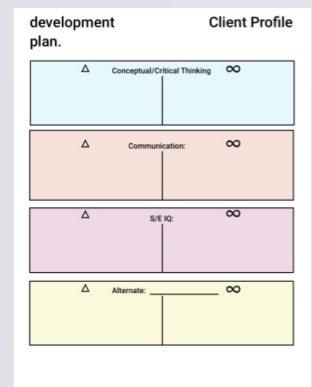 development plan. Client Profile
Δ Conceptual/Critical Thinking ∞
Δ Communication: ∞
Δ S/E IQ: ∞
Δ Alternate: ____________ ∞